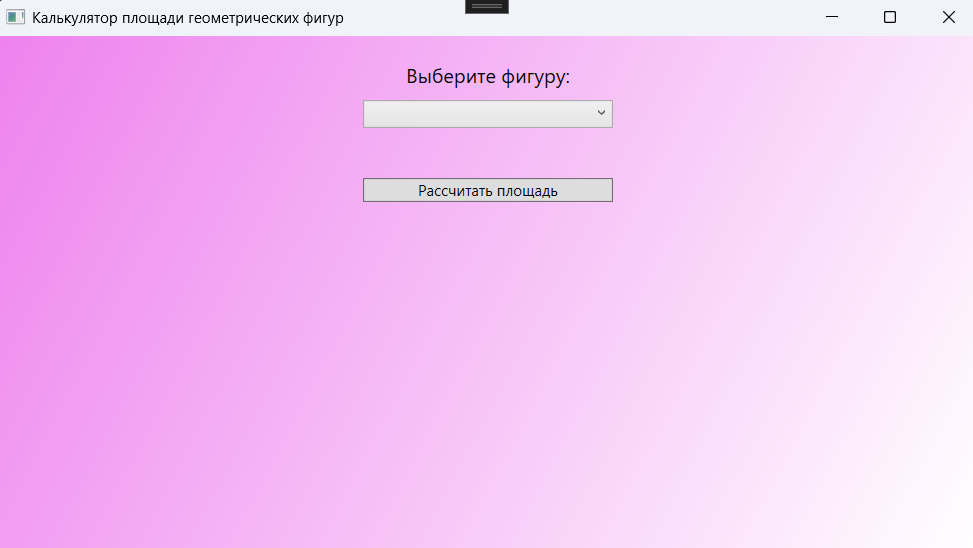 Калькулятор площади геометрических фигур
Выберите фигуру:
Рассчитать площадь